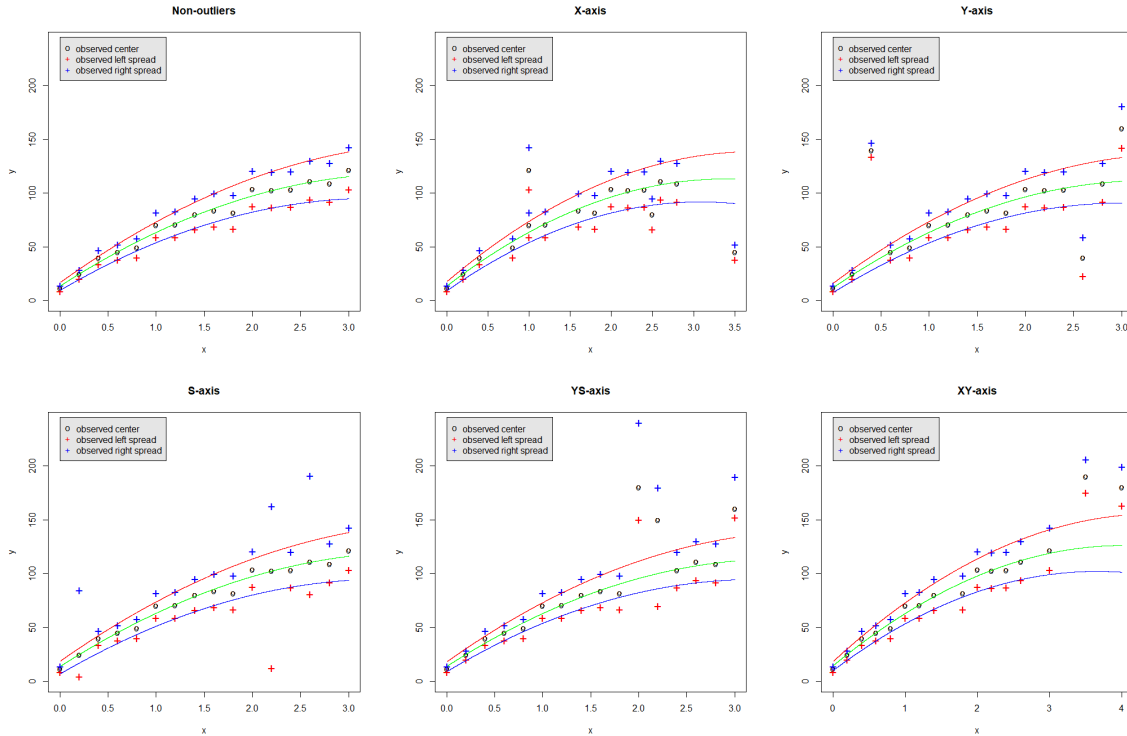 Non-outliers
observed center
observed left spread
observed right spread
y
200
150
100
50
0
0.0 0.5 1.0 1.5 2.0 2.5 3.0
x
X-axis
observed center
observed left spread
observed right spread
y
200
150
100
50
0
0.0 0.5 1.0 1.5 2.0 2.5 3.0 3.5
x
Y-axis
observed center
observed left spread
observed right spread
y
200
150
100
50
0
0.0 0.5 1.0 1.5 2.0 2.5 3.0
x
S-axis
observed center
observed left spread
observed right spread
y
200
150
100
50
0
0.0 0.5 1.0 1.5 2.0 2.5 3.0
x
YS-axis
observed center
observed left spread
observed right spread
y
200
150
100
50
0
0.0 0.5 1.0 1.5 2.0 2.5 3.0
x
XY-axis
observed center
observed left spread
observed right spread
y
200
150
100
50
0
0 1 2 3 4
x